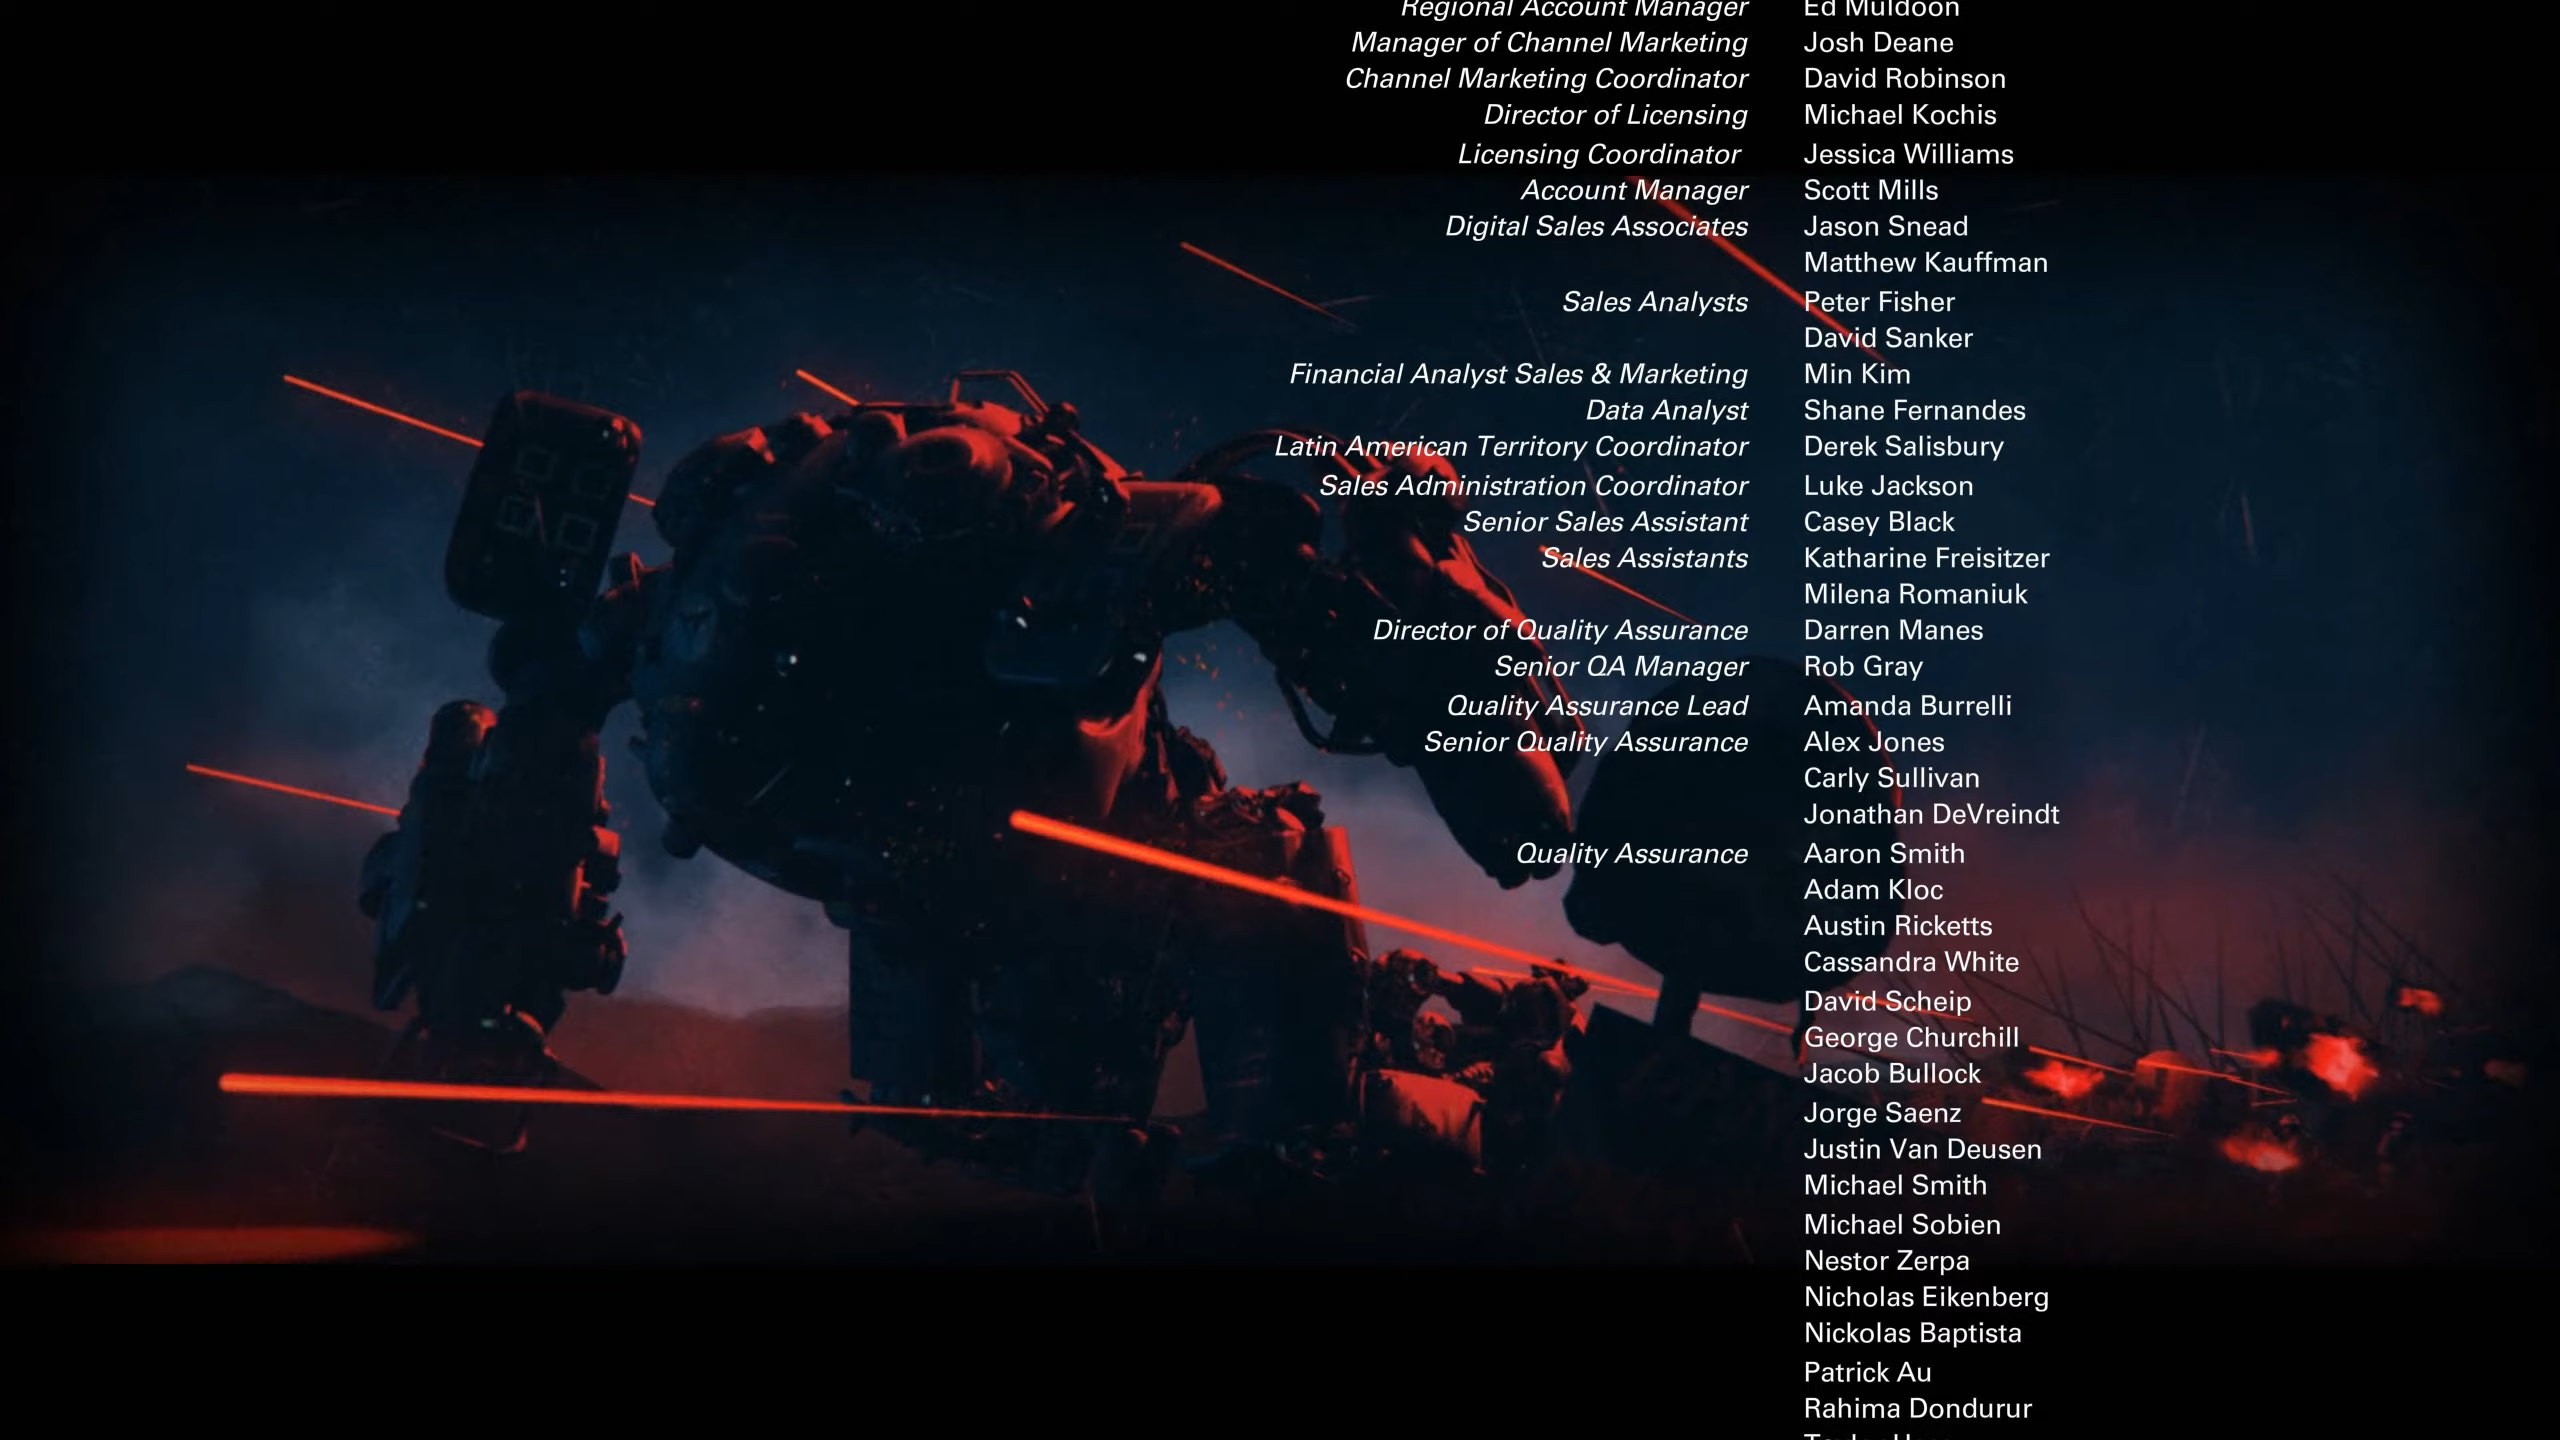 Regional Account Manager Ed Muldoon
Manager of Channel Marketing Josh Deane
Channel Marketing Coordinator David Robinson
Director of Licensing Michael Kochis
Licensing Coordinator Jessica Williams
Account Manager Scott Mills
Digital Sales Associates Jason Snead
Matthew Kauffman
Sales Analysts Peter Fisher
David Sanker
Financial Analyst Sales & Marketing Min Kim
Data Analyst Shane Fernandes
Latin American Territory Coordinator Derek Salisbury
Sales Administration Coordinator Luke Jackson
Senior Sales Assistant Casey Black
Sales Assistants Katharine Freisitzer
Milena Romaniuk
Director of Quality Assurance Darren Manes
Senior QA Manager Rob Gray
Quality Assurance Lead Amanda Burrelli
Senior Quality Assurance Alex Jones
Carly Sullivan
Jonathan DeVreindt
Quality Assurance Aaron Smith
Adam Kloc
Austin Ricketts
Cassandra White
David Scheip
George Churchill
Jacob Bullock
Jorge Saenz
Justin Van Deusen
Michael Smith
Michael Sobien
Nestor Zerpa
Nicholas Eikenberg
Nickolas Baptista
Patrick Au
Rahima Dondurur